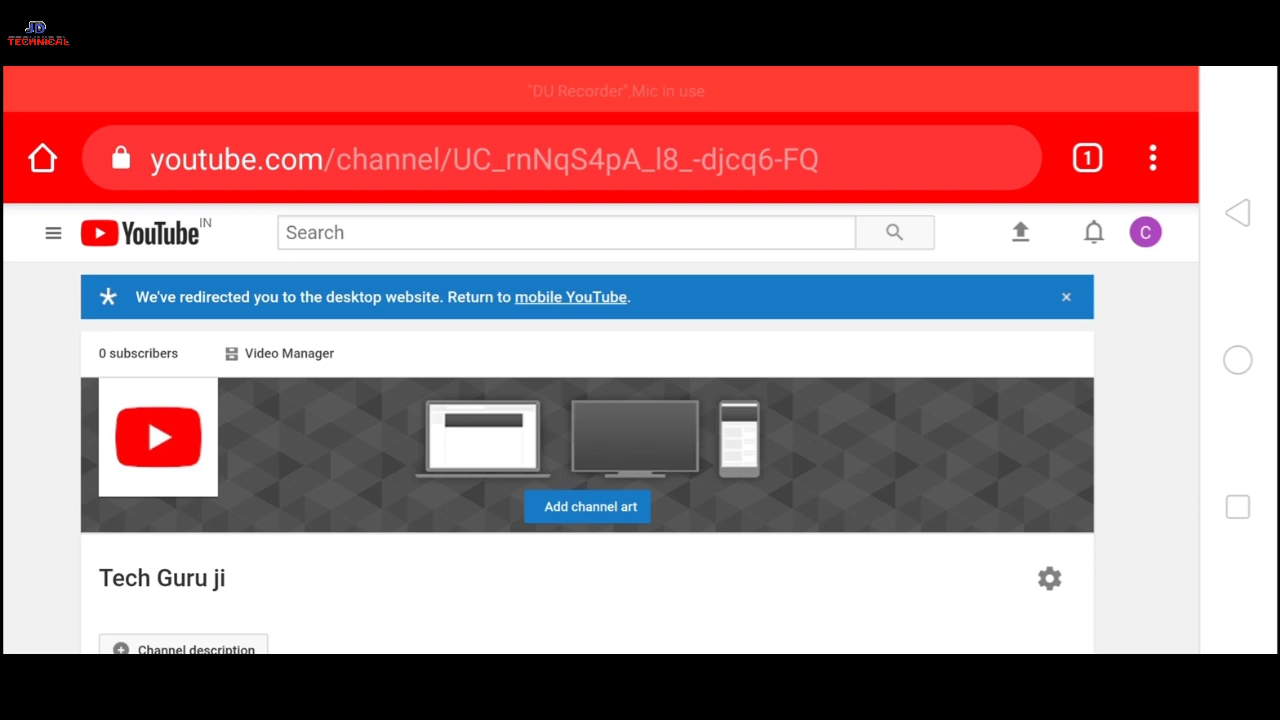 JD
TECHNICAL
"DU Recorder",Mic in use
youtube.com/channel/UC_rnNqS4pA_l8_-djcq6-FQ
1
YouTube IN
Search
C
We've redirected you to the desktop website. Return to mobile YouTube.
0 subscribers
Video Manager
Add channel art
Tech Guru ji
Channel description